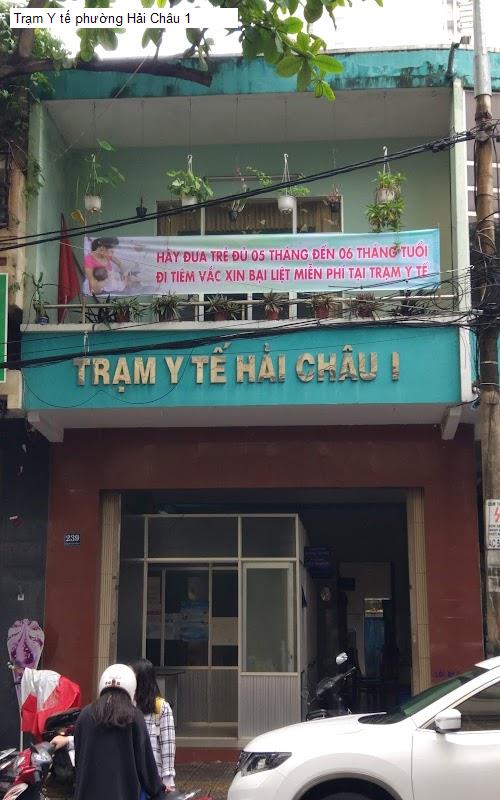 Trạm Y tế phường Hải Châu 1
HÃY ĐƯA TRẺ ĐỦ 05 THÁNG ĐẾN 06 THÁNG TUỔI
ĐI TIÊM VẮC XIN BẠI LIỆT MIỄN PHÍ TẠI TRẠM Y TẾ
TRẠM Y TẾ HẢI CHÂU I
239